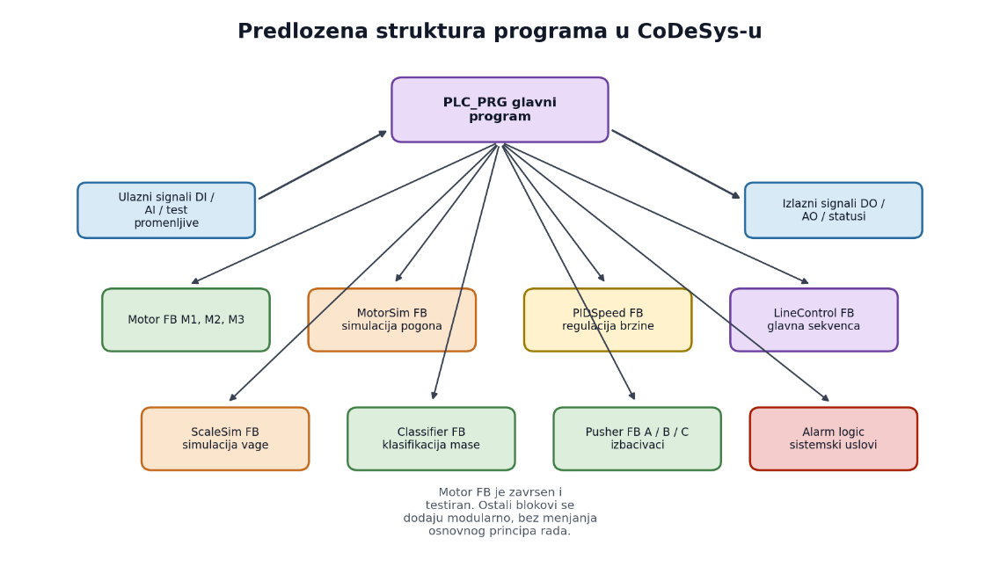 Predlozena struktura programa u CoDeSys-u
PLC_PRG glavni
program
Ulazni signali DI /
AI / test
promenljive
Izlazni signali DO /
AO / statusi
Motor FB M1, M2, M3
MotorSim FB
simulacija pogona
PIDSpeed FB
regulacija brzine
LineControl FB
glavna sekvenca
ScaleSim FB
simulacija vage
Classifier FB
klasifikacija mase
Pusher FB A / B / C
izbacivaci
Alarm logic
sistemski uslovi
Motor FB je zavrsen i
testiran. Ostali blokovi se
dodaju modularno, bez menjanja
osnovnog principa rada.